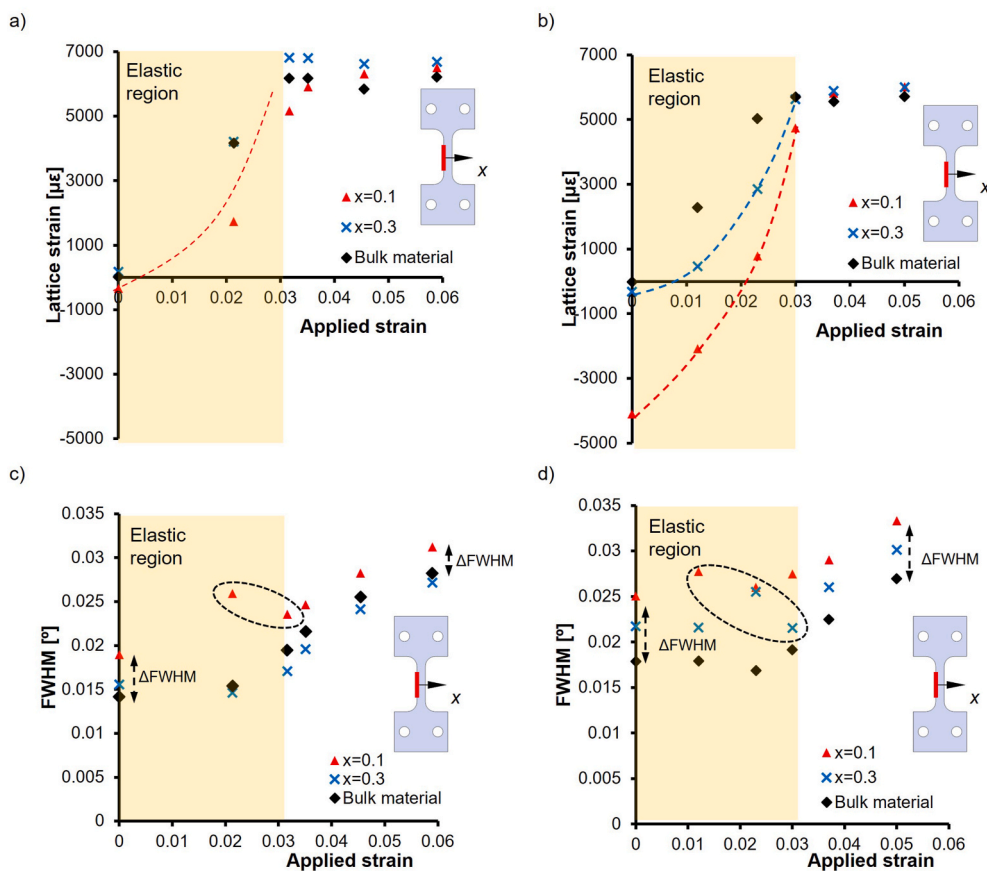 a)
7000
5000
3000
1000
-1000
-3000
-5000
Lattice strain [µε]
Elastic
region
0
0.01
0.02
0.03
0.04
0.05
0.06
Applied strain
x
x=0.1
x=0.3
Bulk material
b)
7000
5000
3000
1000
-1000
-3000
-5000
Lattice strain [µε]
Elastic
region
0
0.01
0.02
0.03
0.04
0.05
0.06
Applied strain
x
x=0.1
x=0.3
Bulk material
c)
0.035
0.03
0.025
0.02
0.015
0.01
0.005
0
FWHM [º]
Elastic
region
ΔFWHM
ΔFWHM
x
x=0.1
x=0.3
Bulk material
0
0.01
0.02
0.03
0.04
0.05
0.06
Applied strain
d)
0.035
0.03
0.025
0.02
0.015
0.01
0.005
0
FWHM [º]
Elastic
region
ΔFWHM
ΔFWHM
x
x=0.1
x=0.3
Bulk material
0
0.01
0.02
0.03
0.04
0.05
0.06
Applied strain